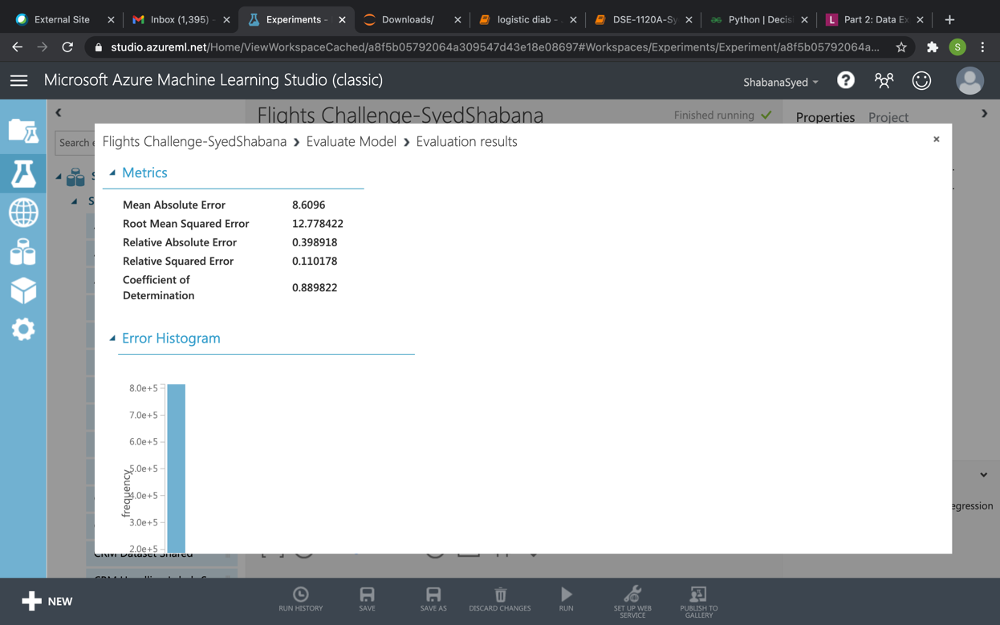 External Site
Inbox (1,395) -
Experiments -
Downloads/
logistic diab -
DSE-1120A-Sy
Python | Decis
L
Part 2: Data Ex
studio.azureml.net/Home/ViewWorkspaceCached/a8f5b05792064a309547d43e18e08697#Workspaces/Experiments/Experiment/a8f5b05792064a...
S
Microsoft Azure Machine Learning Studio (classic)
ShabanaSyed
?
Flights Challenge-SyedShabana
Finished running
Properties
Project
Search
Flights Challenge-SyedShabana
Evaluate Model
Evaluation results
Metrics
Mean Absolute Error
8.6096
Root Mean Squared Error
12.778422
Relative Absolute Error
0.398918
Relative Squared Error
0.110178
Coefficient of
Determination
0.889822
Error Histogram
8.0e+5
7.0e+5
6.0e+5
5.0e+5
4.0e+5
3.0e+5
2.0e+5
frequency
egression
CRM Dataset Shared
NEW
RUN HISTORY
SAVE
SAVE AS
DISCARD CHANGES
RUN
SET UP WEB
SERVICE
PUBLISH TO
GALLERY